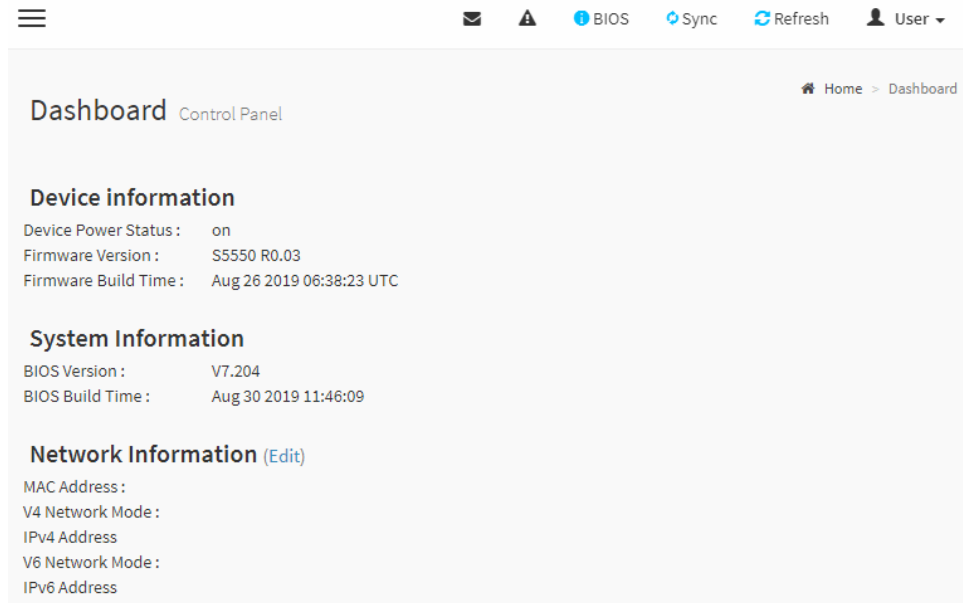 BIOS Sync Refresh User
Home > Dashboard
Dashboard Control Panel
Device information
Device Power Status : on
Firmware Version : S5550 R0.03
Firmware Build Time : Aug 26 2019 06:38:23 UTC
System Information
BIOS Version : V7.204
BIOS Build Time : Aug 30 2019 11:46:09
Network Information (Edit)
MAC Address :
V4 Network Mode :
IPv4 Address
V6 Network Mode :
IPv6 Address